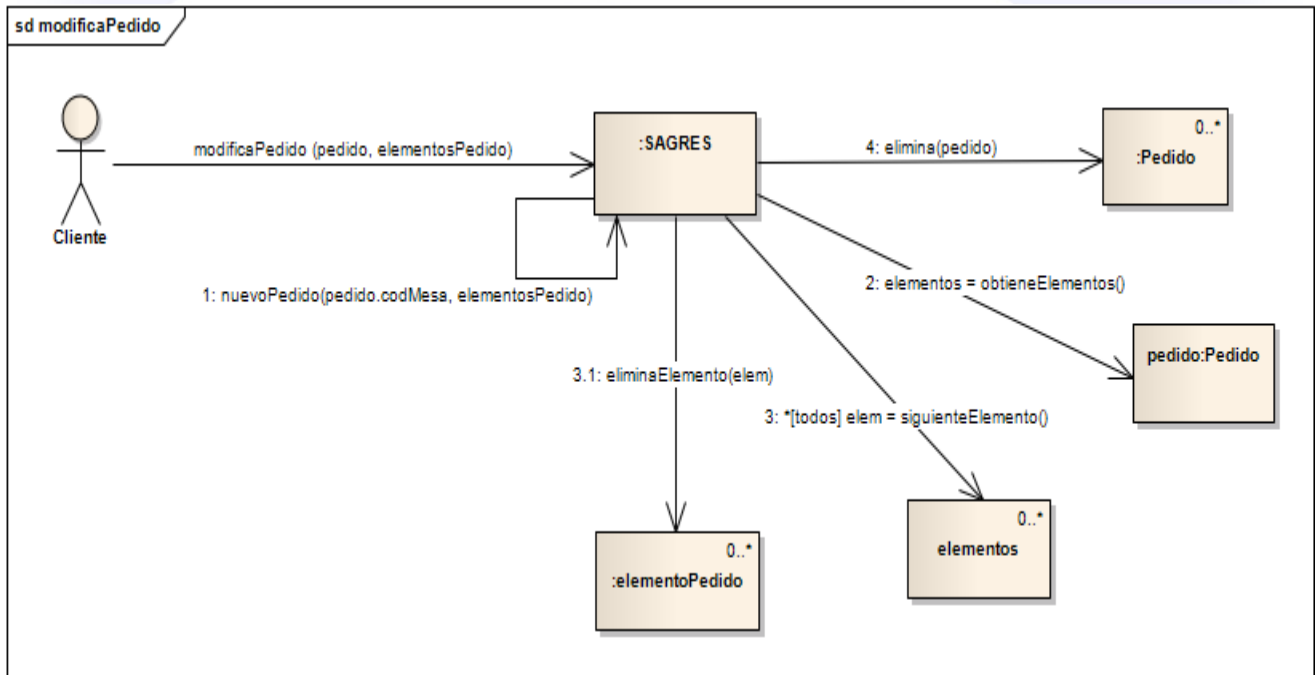 sd modificaPedido
Cliente
modificaPedido (pedido, elementosPedido)
:SAGRES
4: elimina(pedido)
0..*
:Pedido
1: nuevoPedido(pedido.codMesa, elementosPedido)
2: elementos = obtieneElementos()
pedido:Pedido
3.1: eliminaElemento(elem)
3: *[todos] elem = siguienteElemento()
0..*
elementos
0..*
:elementoPedido